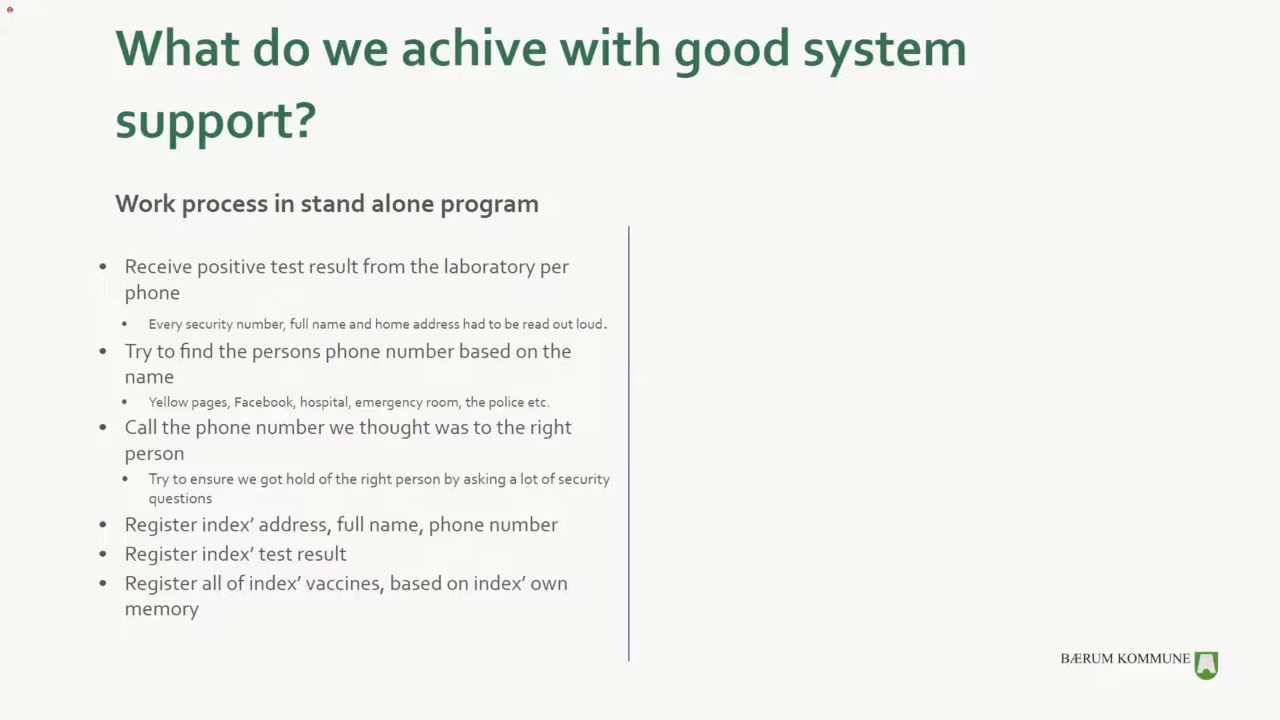 What do we achive with good system
support?
Work process in stand alone program
• Receive positive test result from the laboratory per
phone
• Every security number, full name and home address had to be read out loud.
• Try to find the persons phone number based on the
name
• Yellow pages, Facebook, hospital, emergency room, the police etc.
• Call the phone number we thought was to the right
person
• Try to ensure we got hold of the right person by asking a lot of security
questions
• Register index’ address, full name, phone number
• Register index’ test result
• Register all of index’ vaccines, based on index’ own
memory
BÆRUM KOMMUNE